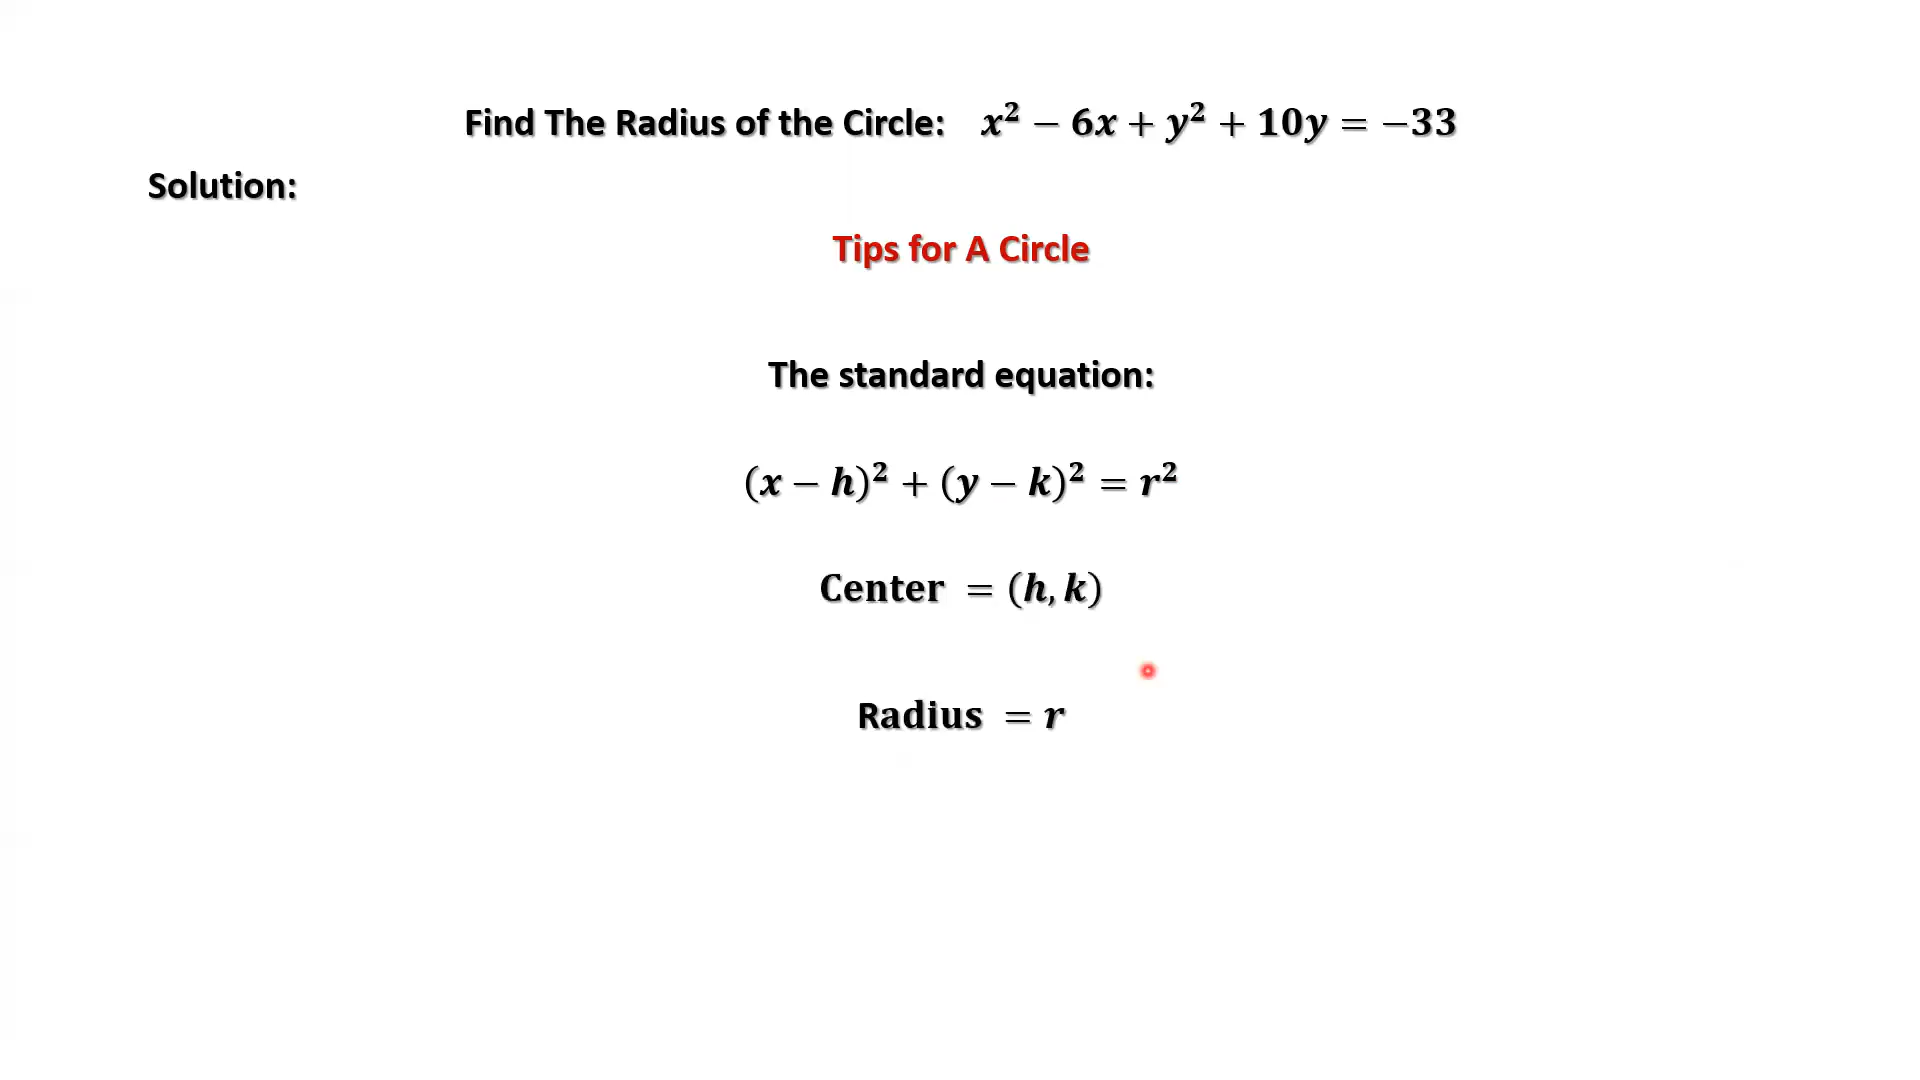 Find The Radius of the Circle: x² − 6x + y² + 10y = −33
Solution:
Tips for A Circle
The standard equation:
(x − h)² + (y − k)² = r²
Center = (h, k)
Radius = r